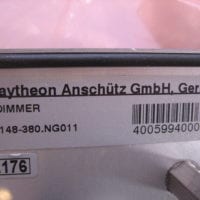 aytheon Anschütz GmbH, Ger
DIMMER
148-380.NG011
4005994000
.176